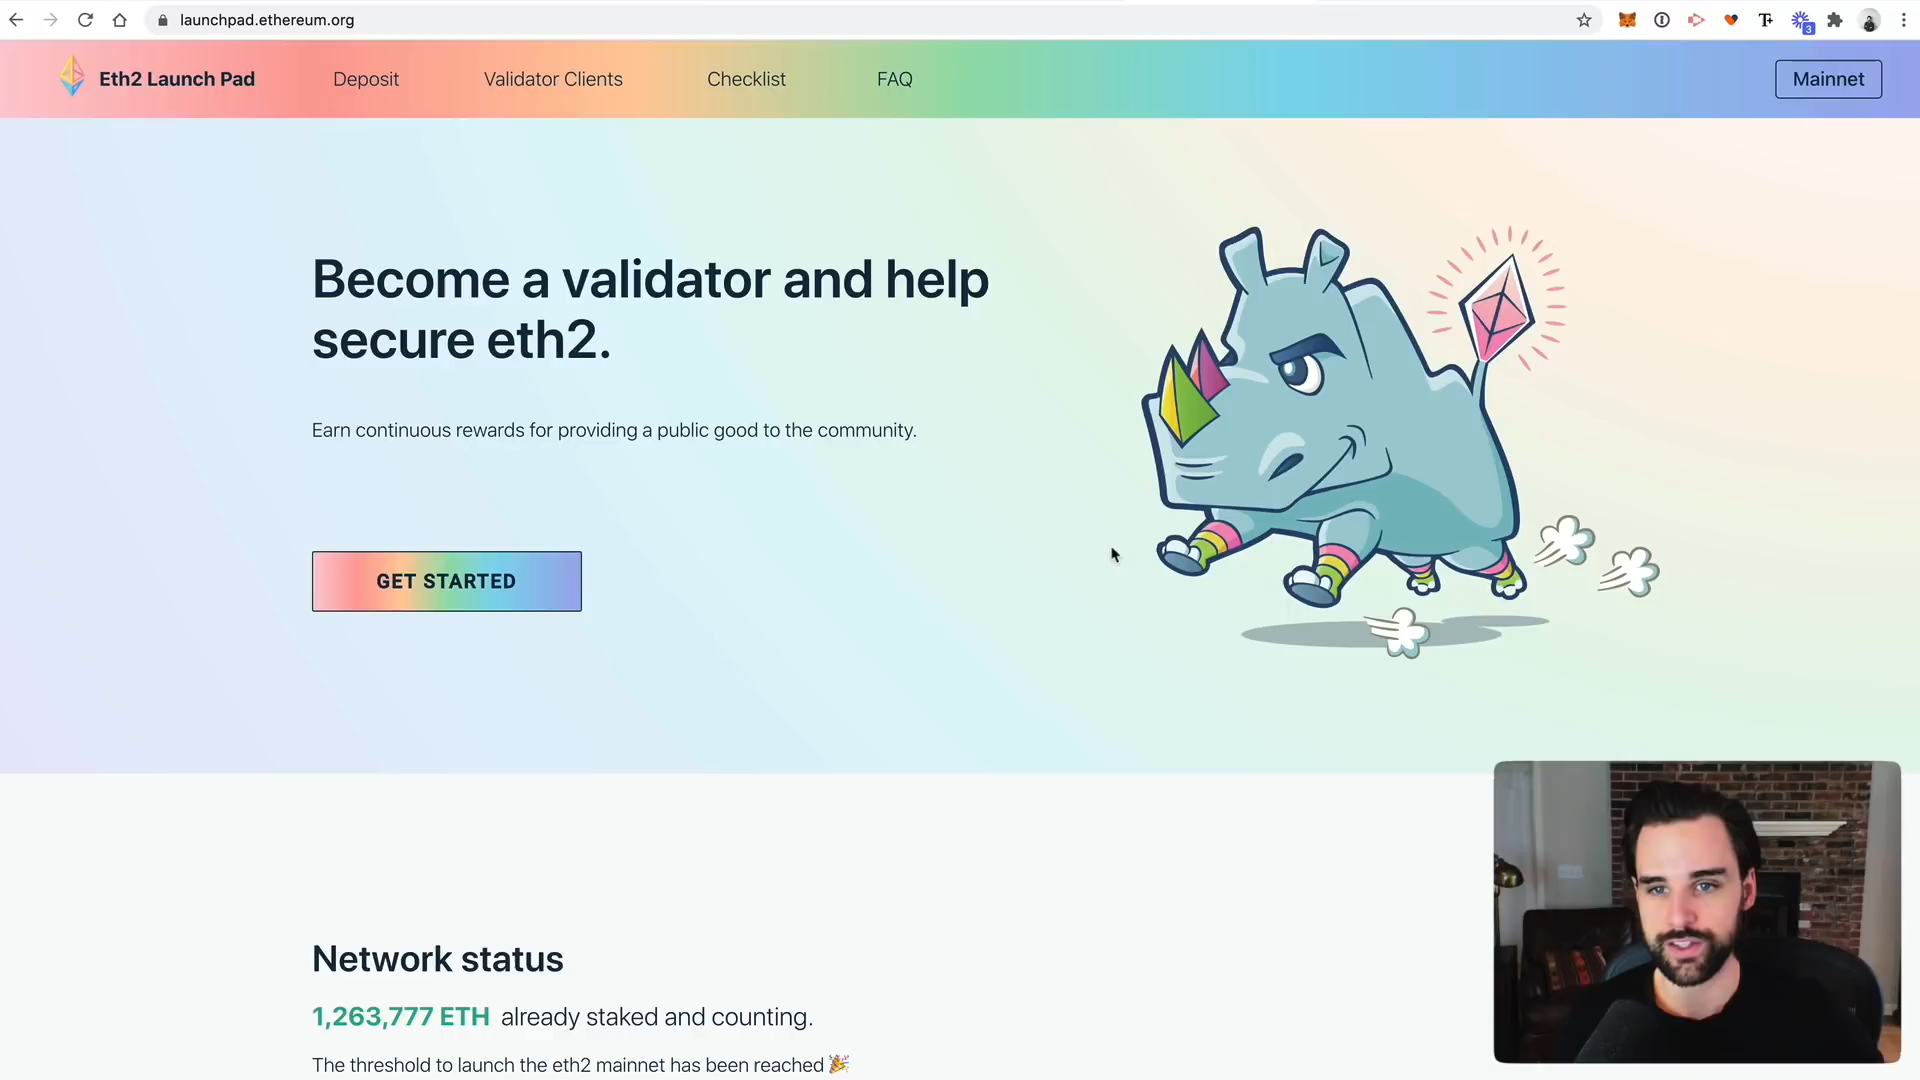 launchpad.ethereum.org
3
Eth2 Launch Pad
Deposit
Validator Clients
Checklist
FAQ
Mainnet
Become a validator and help
secure eth2.
Earn continuous rewards for providing a public good to the community.
GET STARTED
Network status
1,263,777 ETH already staked and counting.
The threshold to launch the eth2 mainnet has been reached 🎉